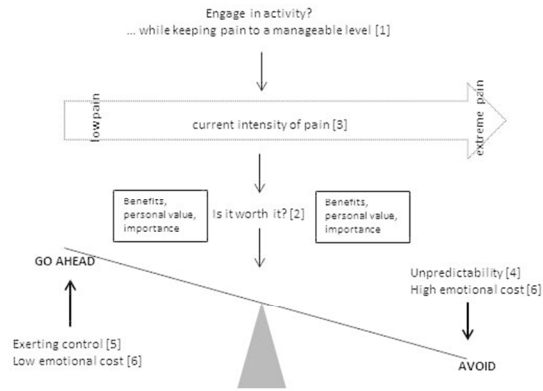 Engage in activity?
... while keeping pain to a manageable level [1]
low pain
current intensity of pain [3]
extreme pain
Benefits,
personal value,
importance
Is it worth it? [2]
Benefits,
personal value,
importance
GO AHEAD
Unpredictability [4]
High emotional cost [6]
Exerting control [5]
Low emotional cost [6]
AVOID